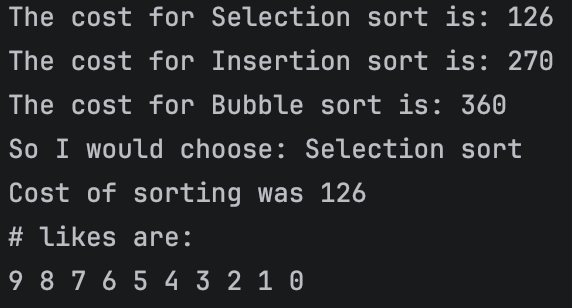 The cost for Selection sort is: 126
The cost for Insertion sort is: 270
The cost for Bubble sort is: 360
So I would choose: Selection sort
Cost of sorting was 126
# likes are:
9 8 7 6 5 4 3 2 1 0